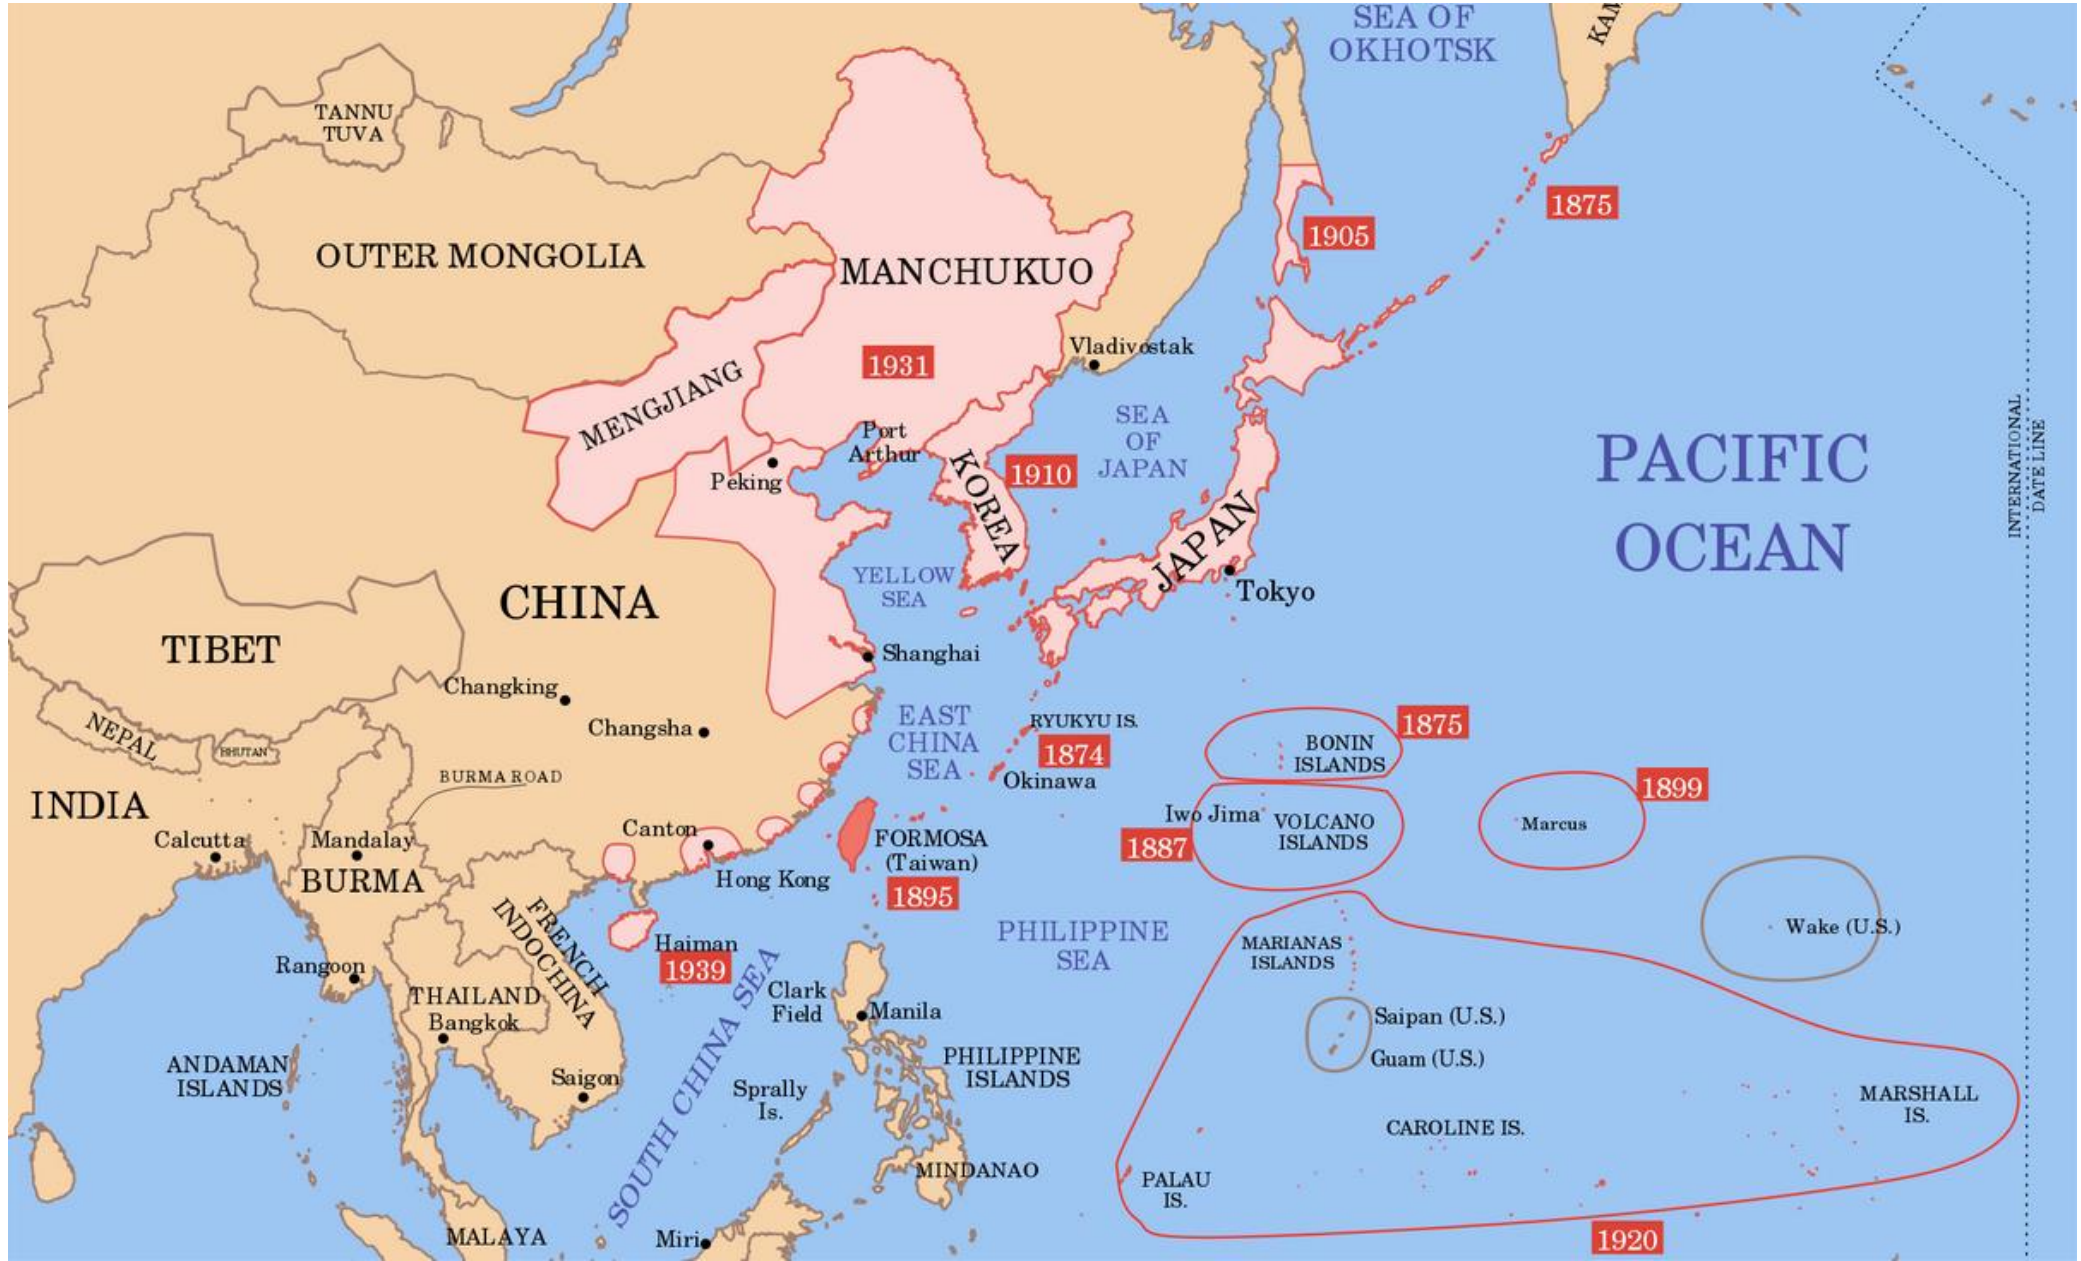 SEA OF
OKHOTSK
KAM
TANNU
TUVA
1875
1905
OUTER MONGOLIA
MANCHUKUO
Vladivostak
1931
MENGJIANG
SEA
OF
JAPAN
PACIFIC
OCEAN
INTERNATIONAL
DATE LINE
Port
Arthur
KOREA
1910
Peking
JAPAN
YELLOW
SEA
Tokyo
CHINA
TIBET
Shanghai
Changking
Changsha
NEPAL
BHUTAN
EAST
CHINA
SEA
RYUKYU IS.
1874
Okinawa
1875
BONIN
ISLANDS
BURMA ROAD
INDIA
1899
Iwo Jima
VOLCANO
ISLANDS
Marcus
1887
Calcutta
Mandalay
BURMA
Canton
Hong Kong
FORMOSA
(Taiwan)
1895
FRENCH
INDOCHINA
Haiman
1939
PHILIPPINE
SEA
MARIANAS
ISLANDS
Wake (U.S.)
Rangoon
THAILAND
Bangkok
Clark
Field
Manila
Saipan (U.S.)
Guam (U.S.)
ANDAMAN
ISLANDS
Saigon
SOUTH CHINA SEA
Sprally
Is.
PHILIPPINE
ISLANDS
MARSHALL
IS.
CAROLINE IS.
MINDANAO
PALAU
IS.
MALAYA
Miri
1920